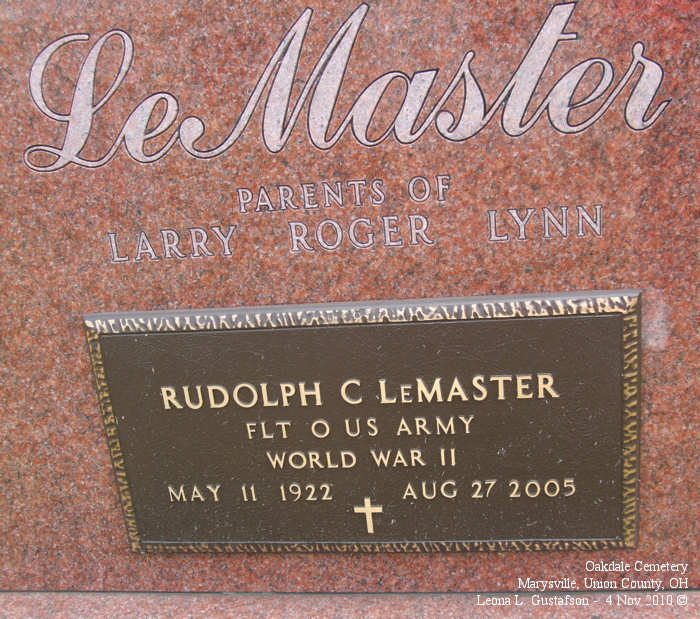 LeMaster
PARENTS OF
LARRY ROGER LYNN
RUDOLPH C LEMASTER
FLT O US ARMY
WORLD WAR II
MAY 11 1922 AUG 27 2005
Oakdale Cemetery
Marysville, Union County, OH
Leona L. Gustafson - 4 Nov 2010 ©